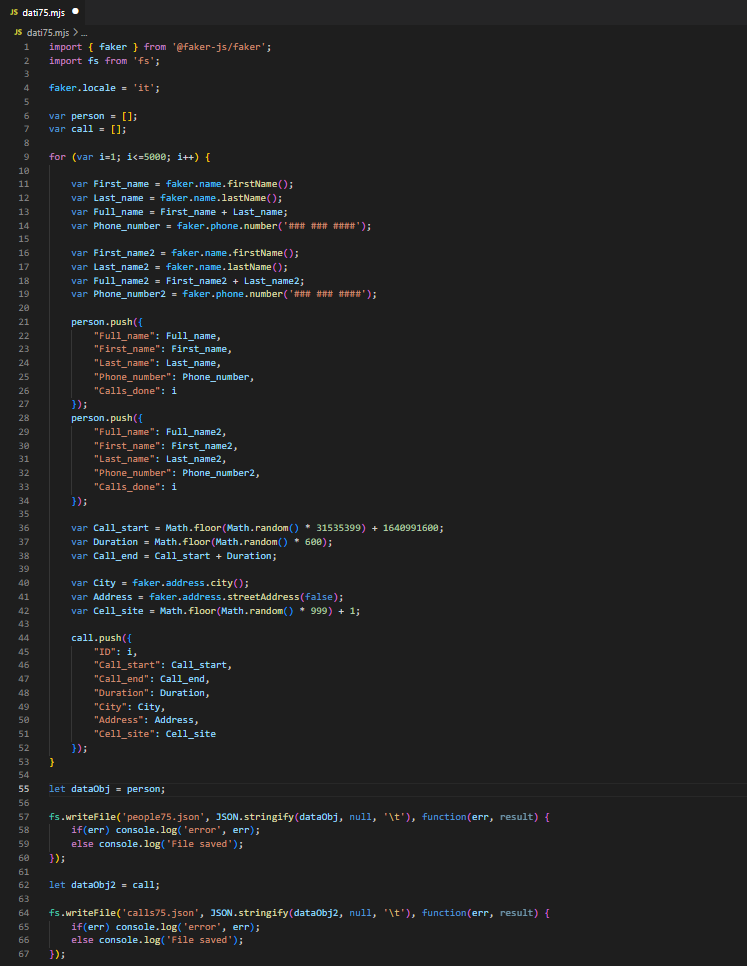 JS dati75.mjs ●
JS dati75.mjs > ...
1 import { faker } from '@faker-js/faker';
2 import fs from 'fs';
3
4 faker.locale = 'it';
5
6 var person = [];
7 var call = [];
8
9 for (var i=1; i<=5000; i++) {
10
11 var First_name = faker.name.firstName();
12 var Last_name = faker.name.lastName();
13 var Full_name = First_name + Last_name;
14 var Phone_number = faker.phone.number('### ### ####');
15
16 var First_name2 = faker.name.firstName();
17 var Last_name2 = faker.name.lastName();
18 var Full_name2 = First_name2 + Last_name2;
19 var Phone_number2 = faker.phone.number('### ### ####');
20
21 person.push({
22 "Full_name": Full_name,
23 "First_name": First_name,
24 "Last_name": Last_name,
25 "Phone_number": Phone_number,
26 "Calls_done": i
27 });
28 person.push({
29 "Full_name": Full_name2,
30 "First_name": First_name2,
31 "Last_name": Last_name2,
32 "Phone_number": Phone_number2,
33 "Calls_done": i
34 });
35
36 var Call_start = Math.floor(Math.random() * 31535399) + 1640991600;
37 var Duration = Math.floor(Math.random() * 600);
38 var Call_end = Call_start + Duration;
39
40 var City = faker.address.city();
41 var Address = faker.address.streetAddress(false);
42 var Cell_site = Math.floor(Math.random() * 999) + 1;
43
44 call.push({
45 "ID": i,
46 "Call_start": Call_start,
47 "Call_end": Call_end,
48 "Duration": Duration,
49 "City": City,
50 "Address": Address,
51 "Cell_site": Cell_site
52 });
53 }
54
55 let dataObj = person;
56
57 fs.writeFile('people75.json', JSON.stringify(dataObj, null, '\t'), function(err, result) {
58 if(err) console.log('error', err);
59 else console.log('File saved');
60 });
61
62 let dataObj2 = call;
63
64 fs.writeFile('calls75.json', JSON.stringify(dataObj2, null, '\t'), function(err, result) {
65 if(err) console.log('error', err);
66 else console.log('File saved');
67 });